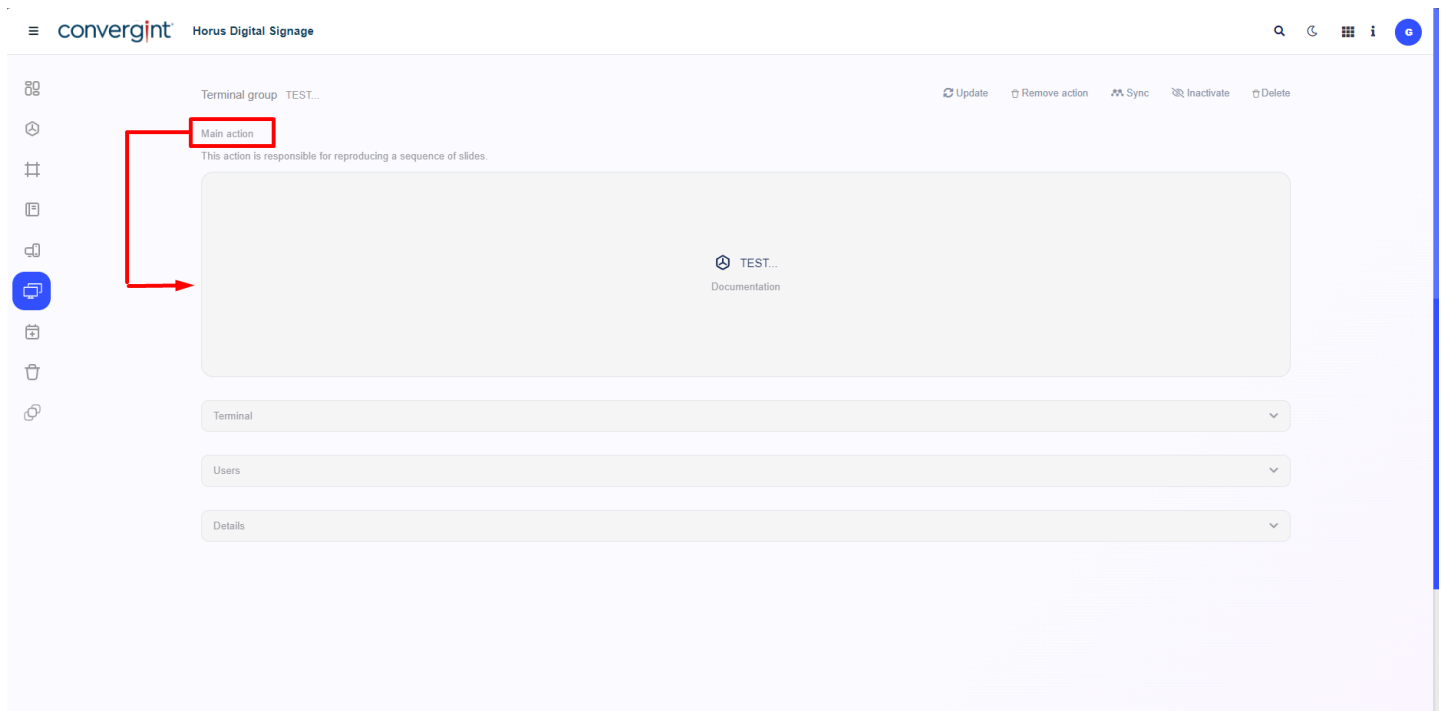 convergint Horus Digital Signage
G
Terminal group TEST... Update Remove action Sync Inactivate Delete
Main action
This action is responsible for reproducing a sequence of slides.
TEST...
Documentation
Terminal
Users
Details